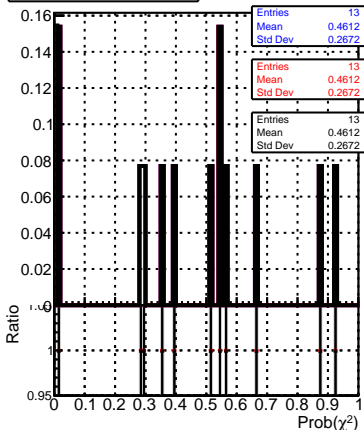 0.16
Entries 13
Mean 0.4612
Std Dev 0.2672
0.14
Entries 13
Mean 0.4612
Std Dev 0.2672
0.12
Entries 13
Mean 0.4612
Std Dev 0.2672
0.1
0.08
0.06
0.04
0.02
Ratio
1
0.95
0 0.1 0.2 0.3 0.4 0.5 0.6 0.7 0.8 0.9 1
Prob(χ²)